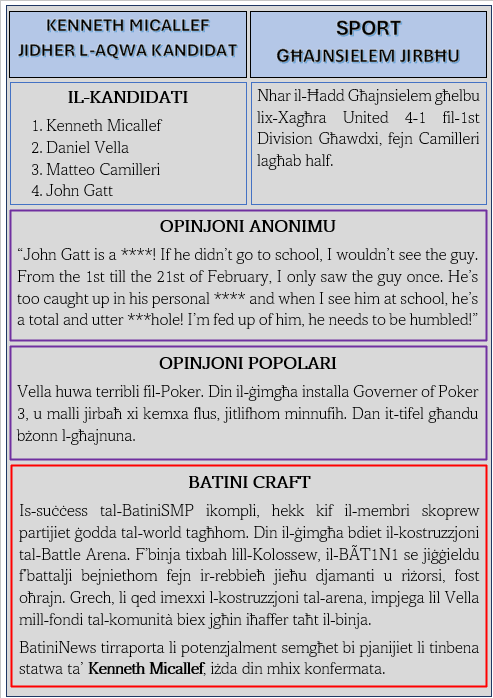 KENNETH MICALLEF
JIDHER L-AQWA KANDIDAT
SPORT
GĦAJNSIELEM JIRBĦU
IL-KANDIDATI
1. Kenneth Micallef
2. Daniel Vella
3. Matteo Camilleri
4. John Gatt
Nhar il-Ħadd Għajnsielem għelbu
lix-Xagħra United 4-1 fil-1st
Division Għawdxi, fejn Camilleri
lagħab half.
OPINJONI ANONIMU
“John Gatt is a ****! If he didn’t go to school, I wouldn’t see the guy.
From the 1st till the 21st of February, I only saw the guy once. He’s
too caught up in his personal **** and when I see him at school, he’s
a total and utter ***hole! I’m fed up of him, he needs to be humbled!”
OPINJONI POPOLARI
Vella huwa terribli fil-Poker. Din il-ġimgħa installa Governer of Poker
3, u malli jirbaħ xi kemxa flus, jitlifhom minnufih. Dan it-tifel għandu
bżonn l-għajnuna.
BATINI CRAFT
Is-suċċess tal-BatiniSMP ikompli, hekk kif il-membri skoprew
partijiet ġodda tal-world tagħhom. Din il-ġimgħa bdiet il-kostruzzjoni
tal-Battle Arena. F’binja tixbah lill-Kolossew, il-BÃT1N1 se jiġġieldu
f’battalji bejniethom fejn ir-rebbieħ jieħu djamanti u riżorsi, fost
oħrajn. Grech, li qed imexxi l-kostruzzjoni tal-arena, impjega lil Vella
mill-fondi tal-komunità biex jgħin iħaffer taħt il-binja.
BatiniNews tirraporta li potenzjalment semgħet bi pjanijiet li tinbena
statwa ta’ Kenneth Micallef, iżda din mhix konfermata.